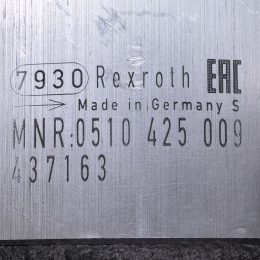 7930 Rexroth EAC
Made in Germany S
MNR:0510 425 009
437163